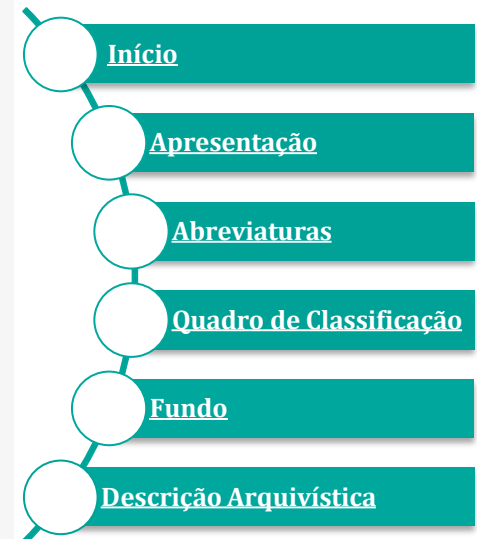 Início
Apresentação
Abreviaturas
Quadro de Classificação
Fundo
Descrição Arquivística